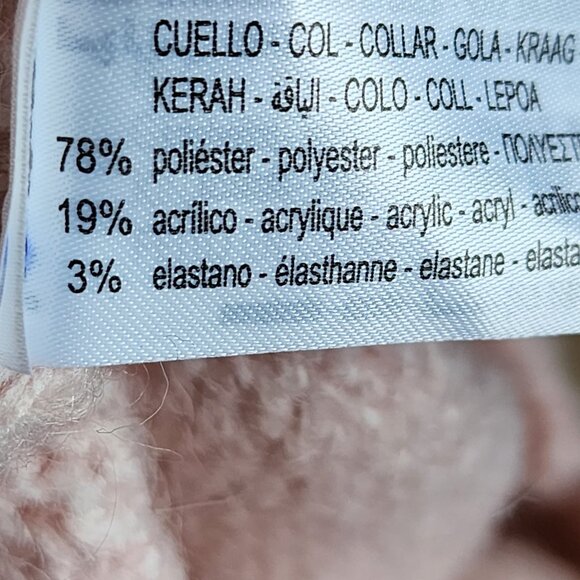 CUELLO - COL - COLLAR - GOLA - KRAAG
KERAH - الياقة - COLO - COLL - LEPOA
78% poliéster - polyester - poliestere - ΠΟΛΥΕΣΤ
19% acrílico - acrylique - acrylic - acryl - acrilico
3% elastano - élasthanne - elastane - elasta